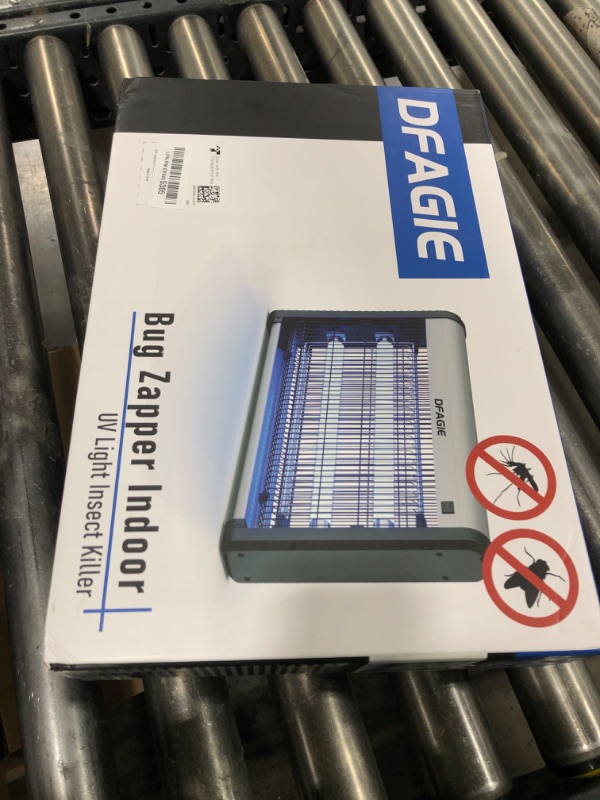 DFAGIE
DFAGIE
Bug Zapper Indoor
UV Light Insect Killer